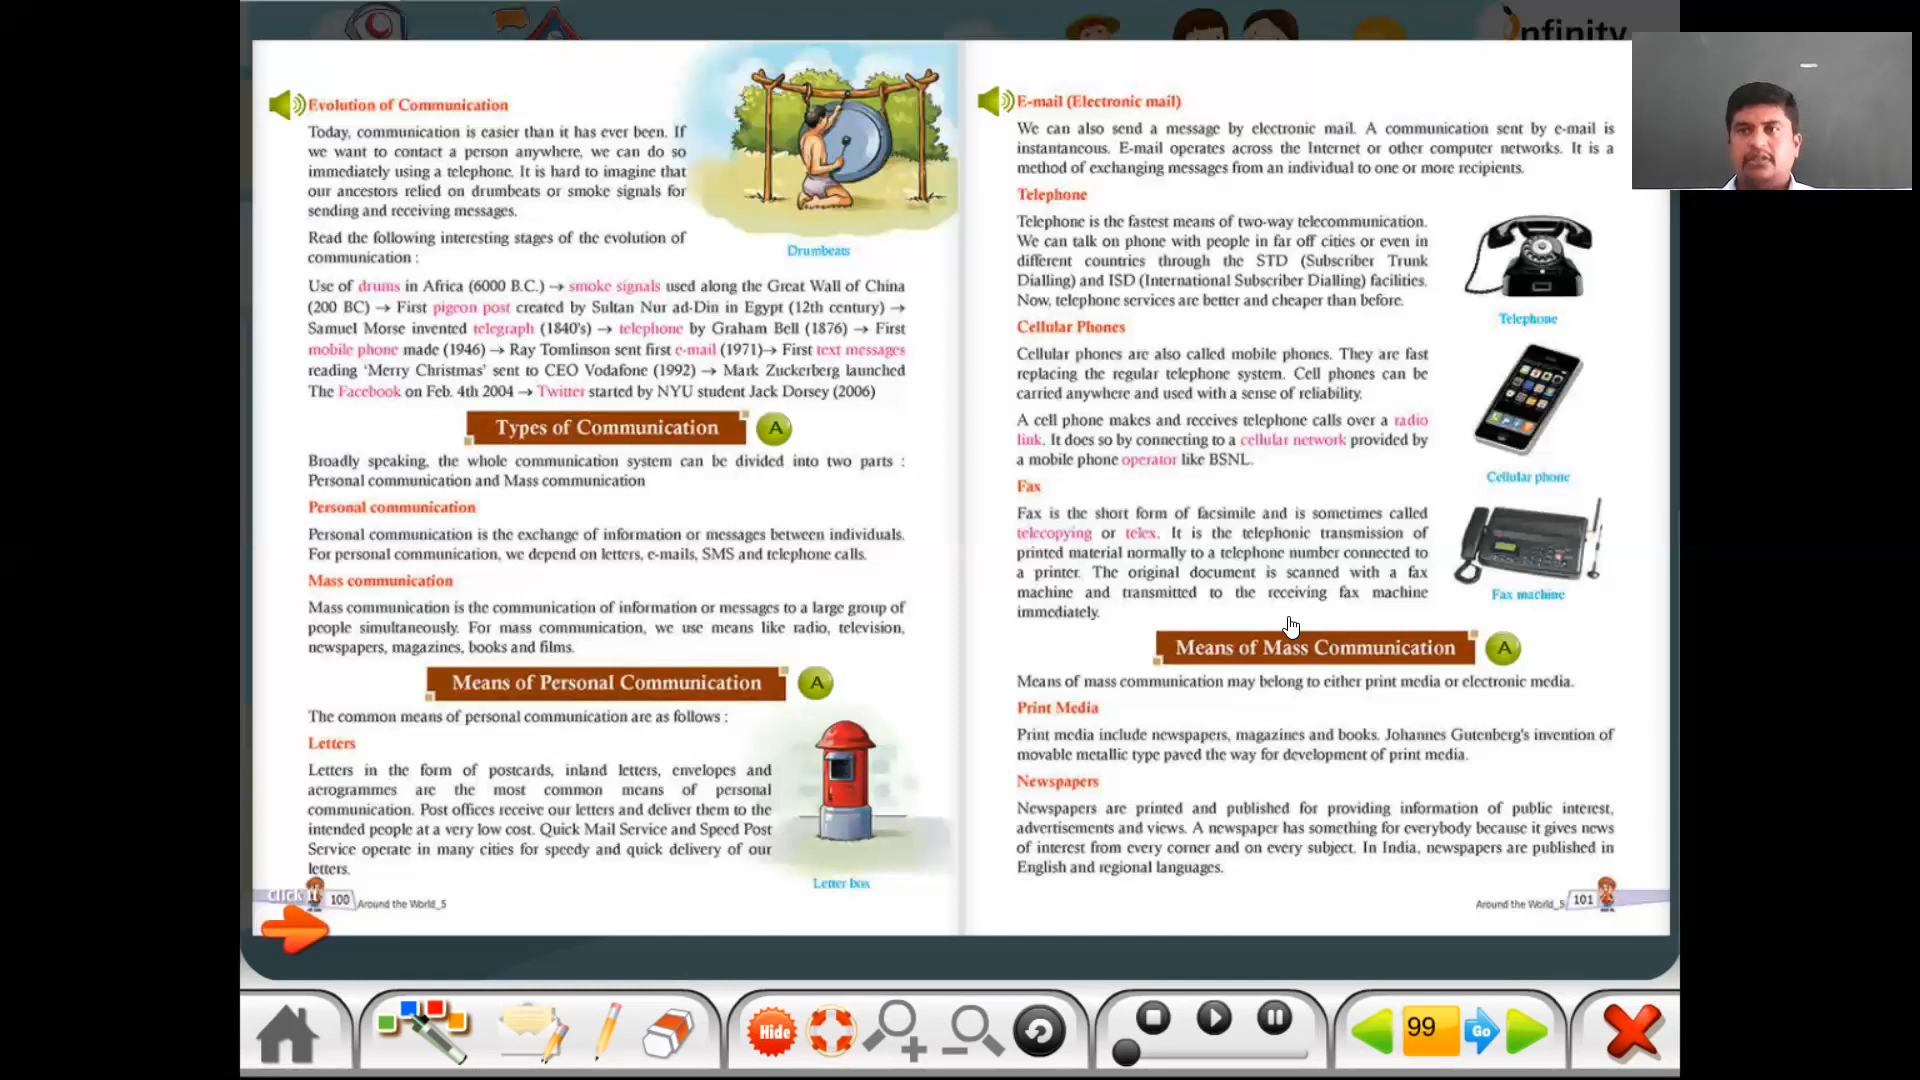 nfinity
Evolution of Communication
Today, communication is easier than it has ever been. If
we want to contact a person anywhere, we can do so
immediately using a telephone. It is hard to imagine that
our ancestors relied on drumbeats or smoke signals for
sending and receiving messages.
Read the following interesting stages of the evolution of
communication :
Drumbeats
Use of drums in Africa (6000 B.C.) → smoke signals used along the Great Wall of China
(200 BC) → First pigeon post created by Sultan Nur ad-Din in Egypt (12th century) →
Samuel Morse invented telegraph (1840's) → telephone by Graham Bell (1876) → First
mobile phone made (1946) → Ray Tomlinson sent first e-mail (1971)→ First text messages
reading 'Merry Christmas' sent to CEO Vodafone (1992) → Mark Zuckerberg launched
The Facebook on Feb. 4th 2004 → Twitter started by NYU student Jack Dorsey (2006)
Types of Communication A
Broadly speaking, the whole communication system can be divided into two parts :
Personal communication and Mass communication
Personal communication
Personal communication is the exchange of information or messages between individuals.
For personal communication, we depend on letters, e-mails, SMS and telephone calls.
Mass communication
Mass communication is the communication of information or messages to a large group of
people simultaneously. For mass communication, we use means like radio, television,
newspapers, magazines, books and films.
Means of Personal Communication A
The common means of personal communication are as follows :
Letters
Letters in the form of postcards, inland letters, envelopes and
aerogrammes are the most common means of personal
communication. Post offices receive our letters and deliver them to the
intended people at a very low cost. Quick Mail Service and Speed Post
Service operate in many cities for speedy and quick delivery of our
letters.
Letter box
click it
100 Around the World_5
E-mail (Electronic mail)
We can also send a message by electronic mail. A communication sent by e-mail is
instantaneous. E-mail operates across the Internet or other computer networks. It is a
method of exchanging messages from an individual to one or more recipients.
Telephone
Telephone is the fastest means of two-way telecommunication.
We can talk on phone with people in far off cities or even in
different countries through the STD (Subscriber Trunk
Dialling) and ISD (International Subscriber Dialling) facilities.
Now, telephone services are better and cheaper than before.
Telephone
Cellular Phones
Cellular phones are also called mobile phones. They are fast
replacing the regular telephone system. Cell phones can be
carried anywhere and used with a sense of reliability.
A cell phone makes and receives telephone calls over a radio
link. It does so by connecting to a cellular network provided by
a mobile phone operator like BSNL.
Cellular phone
Fax
Fax is the short form of facsimile and is sometimes called
telecopying or telex. It is the telephonic transmission of
printed material normally to a telephone number connected to
a printer. The original document is scanned with a fax
machine and transmitted to the receiving fax machine
immediately.
Fax machine
Means of Mass Communication A
Means of mass communication may belong to either print media or electronic media.
Print Media
Print media include newspapers, magazines and books. Johannes Gutenberg's invention of
movable metallic type paved the way for development of print media.
Newspapers
Newspapers are printed and published for providing information of public interest,
advertisements and views. A newspaper has something for everybody because it gives news
of interest from every corner and on every subject. In India, newspapers are published in
English and regional languages.
Around the World_5 101
Hide
99
Go